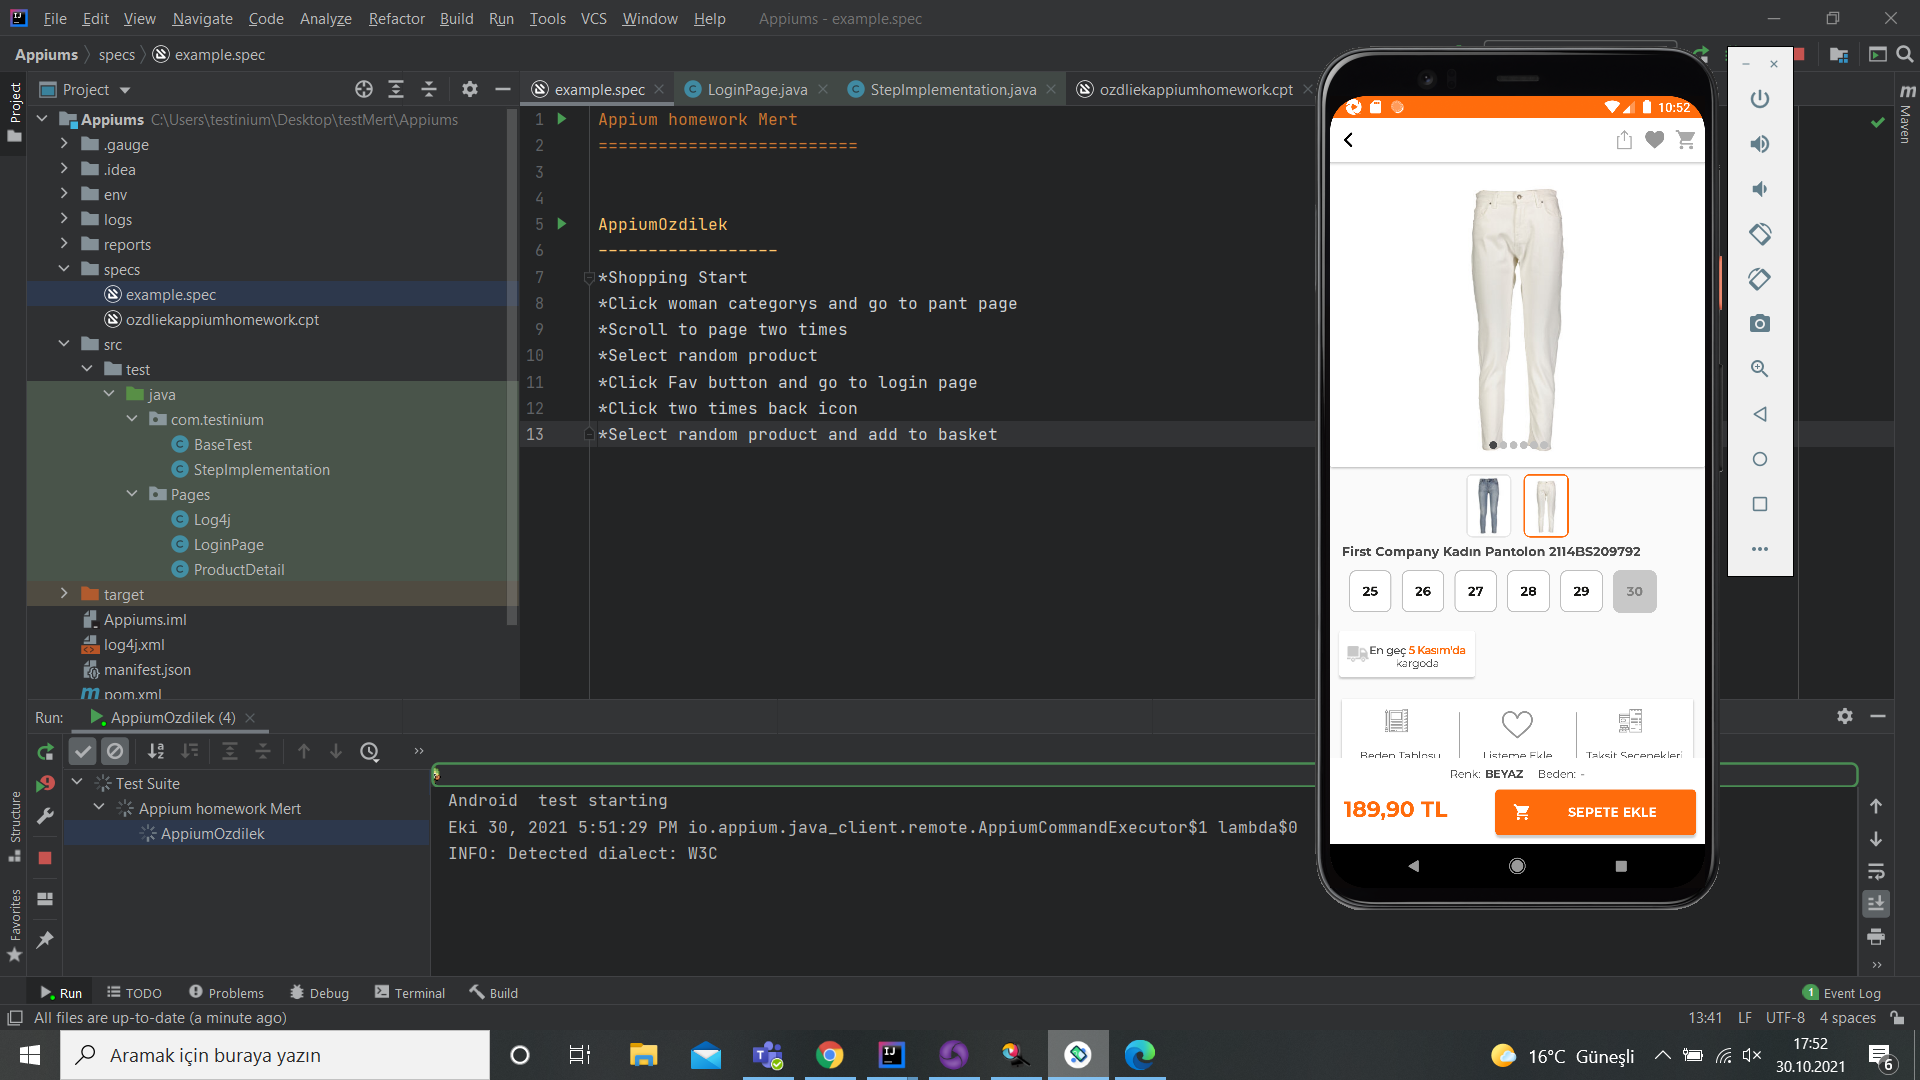 File Edit View Navigate Code Analyze Refactor Build Run Tools VCS Window Help Appiums - example.spec
Appiums specs example.spec
Project
example.spec LoginPage.java StepImplementation.java ozdliekappiumhomework.cpt
Project
Maven
Appiums C:\Users\testinium\Desktop\testMert\Appiums
.gauge
.idea
env
logs
reports
specs
example.spec
ozdliekappiumhomework.cpt
src
test
java
com.testinium
BaseTest
StepImplementation
Pages
Log4j
LoginPage
ProductDetail
target
Appiums.iml
log4j.xml
manifest.json
pom.xml
1 Appium homework Mert
2 ==========================
3
4
5 AppiumOzdilek
6 ------------------
7 *Shopping Start
8 *Click woman categorys and go to pant page
9 *Scroll to page two times
10 *Select random product
11 *Click Fav button and go to login page
12 *Click two times back icon
13 *Select random product and add to basket
10:52
First Company Kadın Pantolon 2114BS209792
25 26 27 28 29 30
En geç 5 Kasım'da
kargoda
Beden Tablosu Listeme Ekle Taksit Seçenekleri
Renk: BEYAZ Beden: -
189,90 TL SEPETE EKLE
Run: AppiumOzdilek (4)
Test Suite
Appium homework Mert
AppiumOzdilek
Android  test starting
Eki 30, 2021 5:51:29 PM io.appium.java_client.remote.AppiumCommandExecutor$1 lambda$0
INFO: Detected dialect: W3C
Structure
Favorites
Run TODO Problems Debug Terminal Build 1 Event Log
All files are up-to-date (a minute ago) 13:41 LF UTF-8 4 spaces
Aramak için buraya yazın
16°C Güneşli
17:52
30.10.2021
6